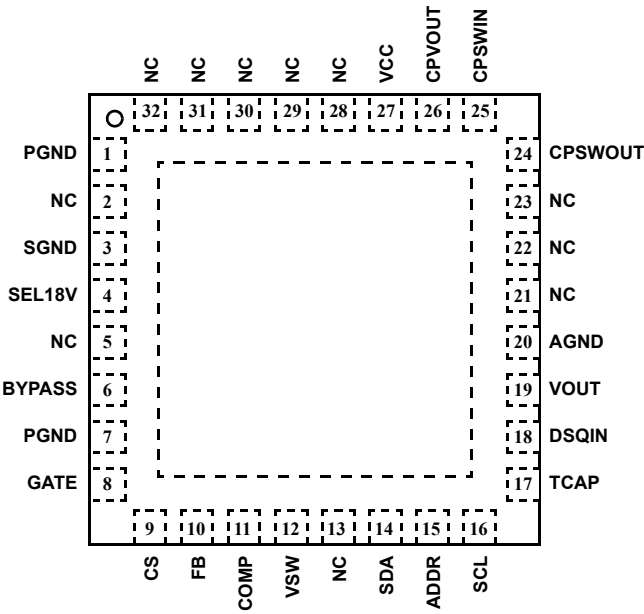 NC NC NC NC NC VCC CPVOUT CPSWIN
32 31 30 29 28 27 26 25
PGND 1 24 CPSWOUT
NC 2 23 NC
SGND 3 22 NC
SEL18V 4 21 NC
NC 5 20 AGND
BYPASS 6 19 VOUT
PGND 7 18 DSQIN
GATE 8 17 TCAP
9 10 11 12 13 14 15 16
CS FB COMP VSW NC SDA ADDR SCL